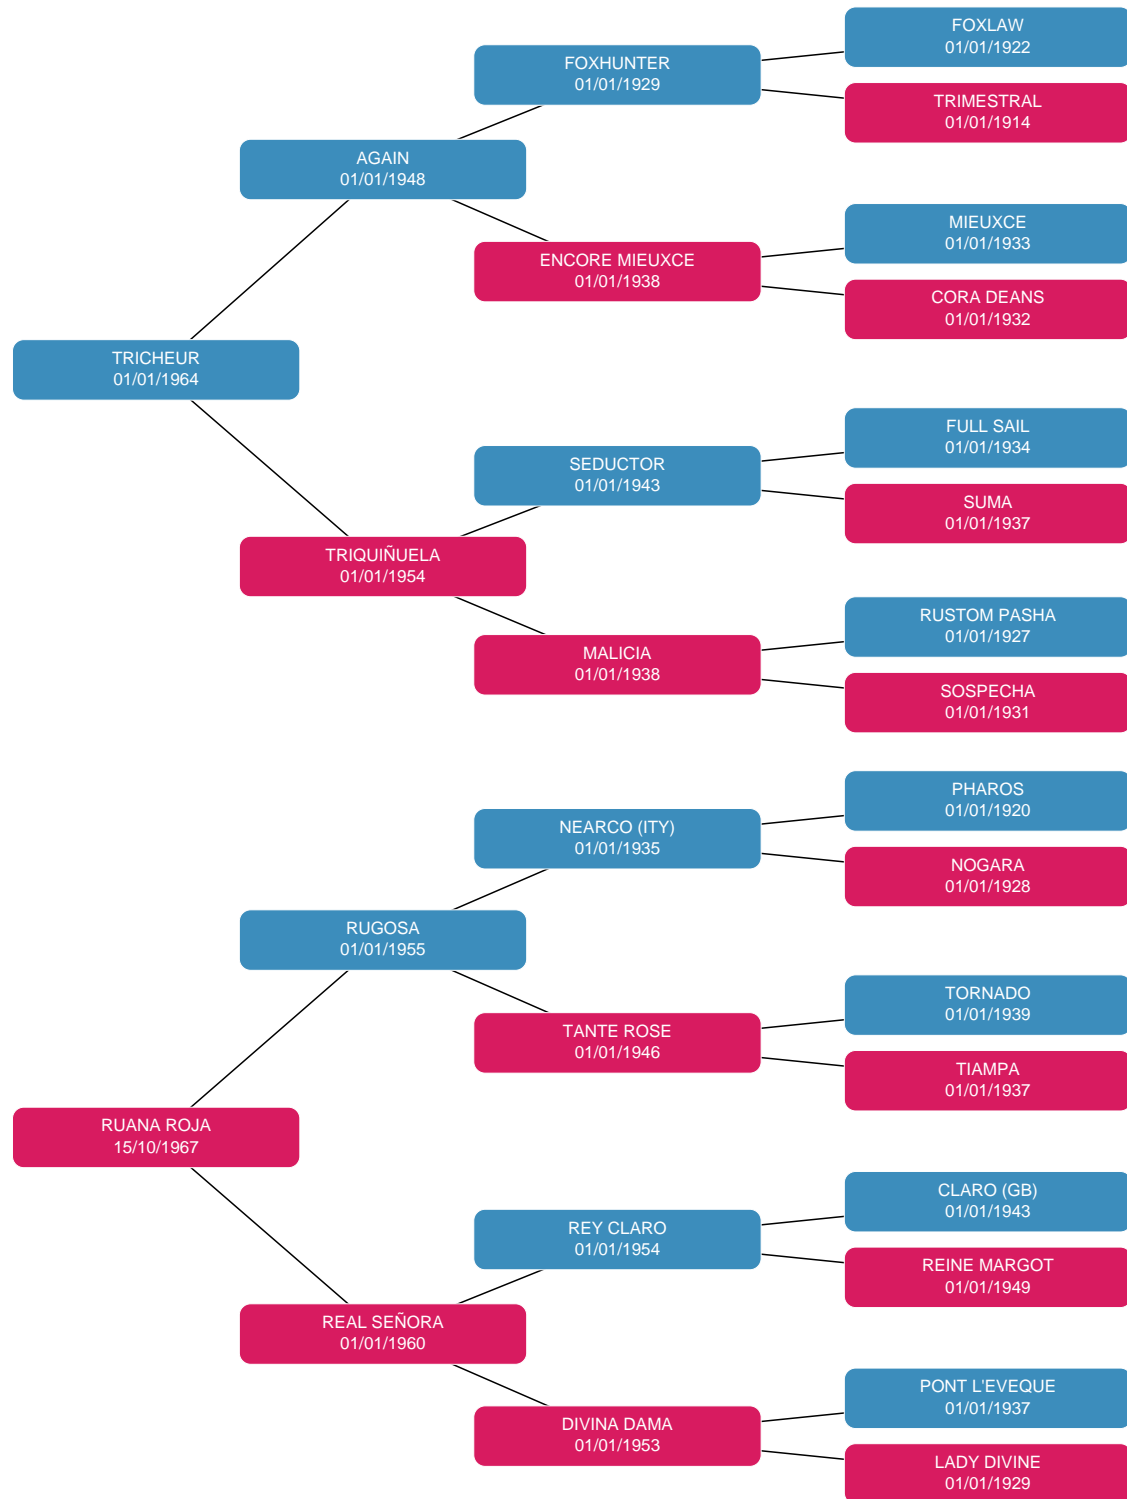 FOXLAW
01/01/1922
FOXHUNTER
01/01/1929
TRIMESTRAL
01/01/1914
AGAIN
01/01/1948
MIEUXCE
01/01/1933
ENCORE MIEUXCE
01/01/1938
CORA DEANS
01/01/1932
TRICHEUR
01/01/1964
FULL SAIL
01/01/1934
SEDUCTOR
01/01/1943
SUMA
01/01/1937
TRIQUIÑUELA
01/01/1954
RUSTOM PASHA
01/01/1927
MALICIA
01/01/1938
SOSPECHA
01/01/1931
PHAROS
01/01/1920
NEARCO (ITY)
01/01/1935
NOGARA
01/01/1928
RUGOSA
01/01/1955
TORNADO
01/01/1939
TANTE ROSE
01/01/1946
TIAMPA
01/01/1937
RUANA ROJA
15/10/1967
CLARO (GB)
01/01/1943
REY CLARO
01/01/1954
REINE MARGOT
01/01/1949
REAL SEÑORA
01/01/1960
PONT L'EVEQUE
01/01/1937
DIVINA DAMA
01/01/1953
LADY DIVINE
01/01/1929